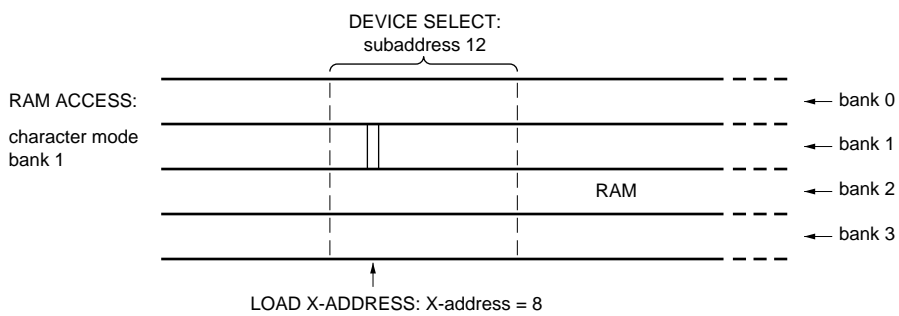 DEVICE SELECT:
subaddress 12
RAM ACCESS:
character mode
bank 1
bank 0
bank 1
RAM
bank 2
bank 3
LOAD X-ADDRESS: X-address = 8